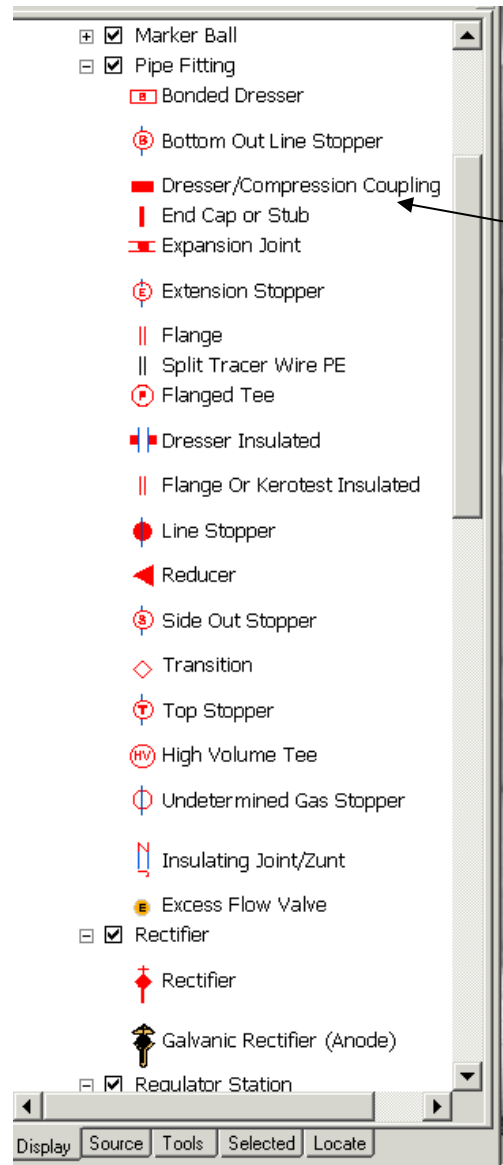 Marker Ball
Pipe Fitting
B Bonded Dresser
B Bottom Out Line Stopper
Dresser/Compression Coupling
End Cap or Stub
Expansion Joint
E Extension Stopper
Flange
Split Tracer Wire PE
F Flanged Tee
Dresser Insulated
Flange Or Kerotest Insulated
Line Stopper
Reducer
S Side Out Stopper
Transition
T Top Stopper
HV High Volume Tee
Undetermined Gas Stopper
Insulating Joint/Zunt
E Excess Flow Valve
Rectifier
Rectifier
Galvanic Rectifier (Anode)
Regulator Station
Display Source Tools Selected Locate